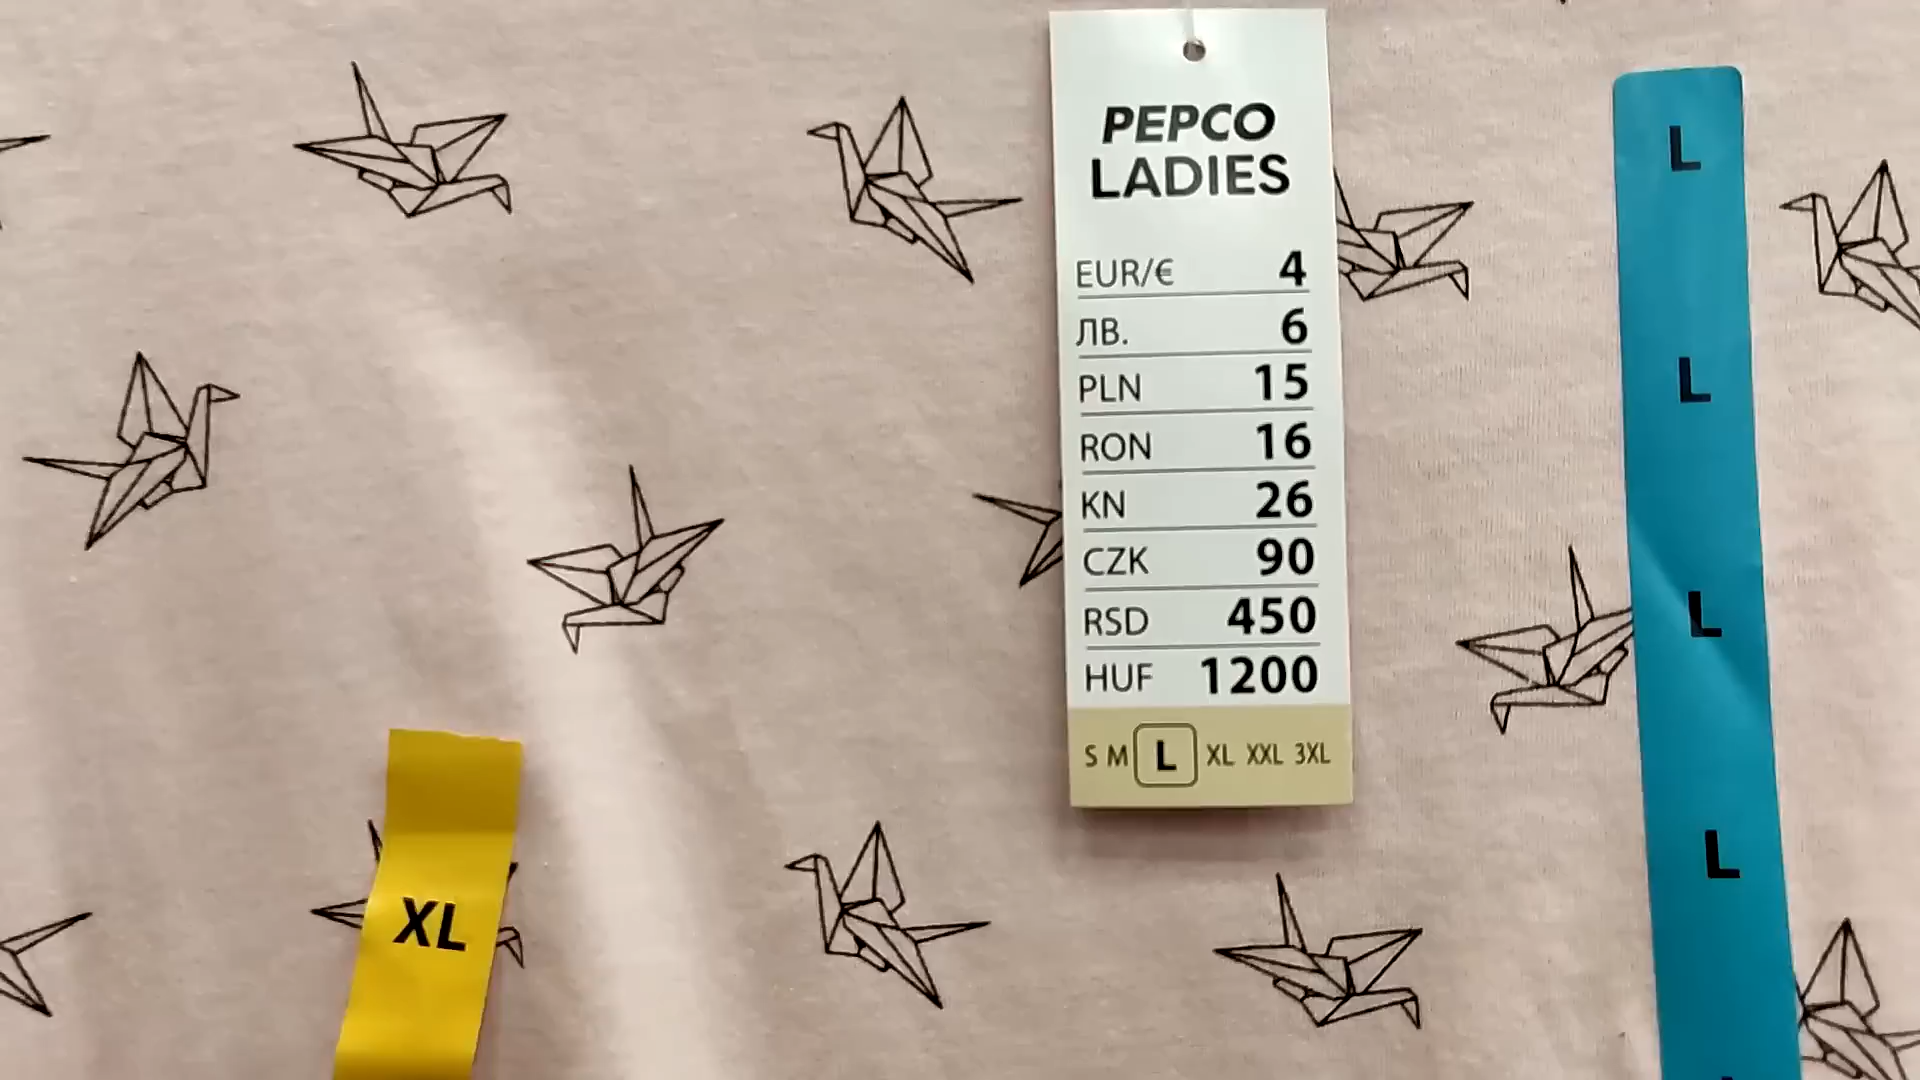 PEPCO
LADIES
EUR/€ 4
ЛВ. 6
PLN 15
RON 16
KN 26
CZK 90
RSD 450
HUF 1200
S M L XL XXL 3XL
L
L
L
L
XL